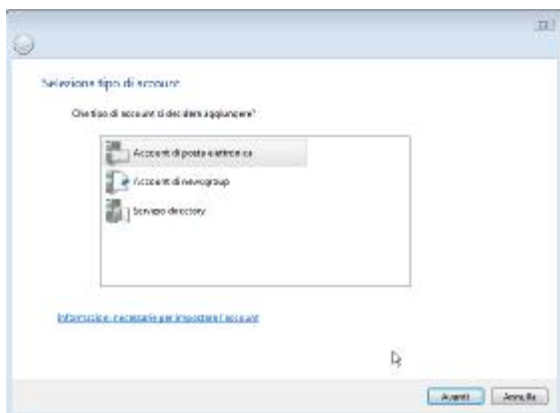 Seleziona tipo di account
Che tipo di account si desidera aggiungere?
Account di posta elettronica
Account di newsgroup
Servizio directory
Informazioni necessarie per impostare l'account
Avanti
Annulla